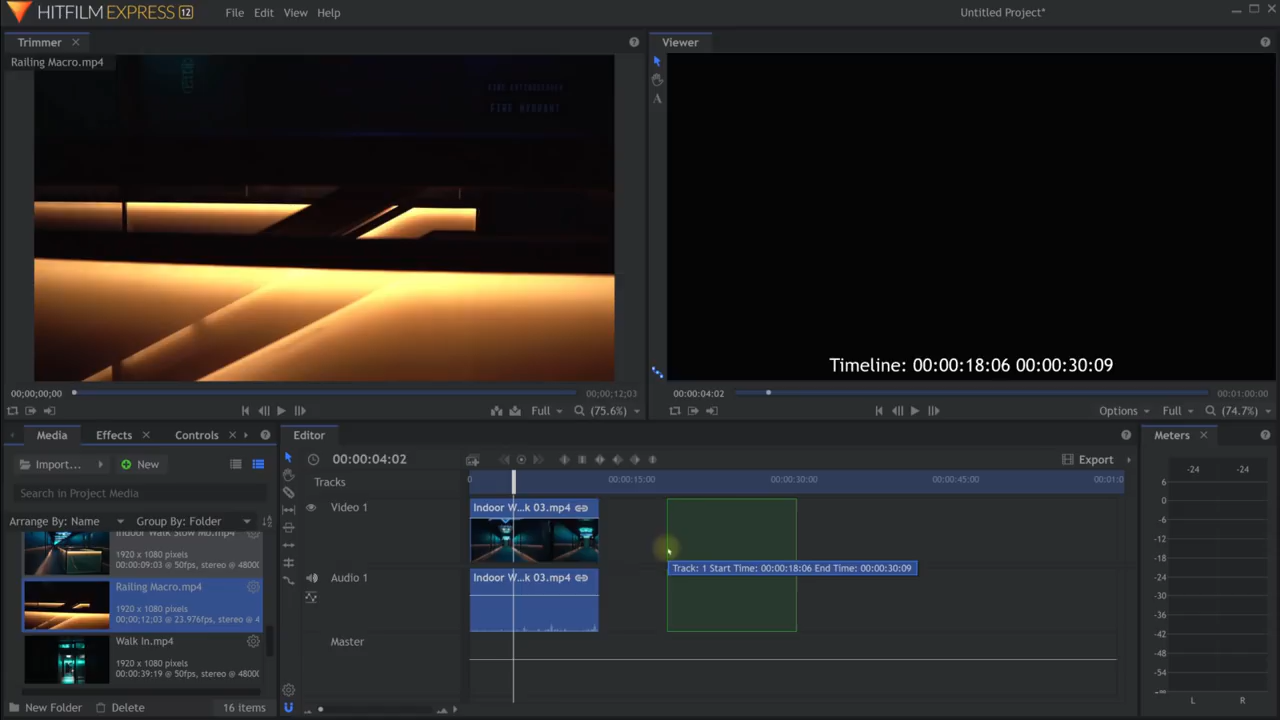 HITFILM EXPRESS 12 File Edit View Help Untitled Project*
Trimmer
Railing Macro.mp4
00;00;00;00 00;00;12;03
Full (75.6%)
Viewer
A
Timeline: 00:00:18:06 00:00:30:09
00:00:04:02 00:01:00:00
Options Full (74.7%)
Media Effects Controls
Import... New
Search in Project Media
Arrange By: Name Group By: Folder
Indoor Walk Slow Mo.mp4
1920 x 1080 pixels
00:00:09:03 @ 50fps, stereo @ 4800
Railing Macro.mp4
1920 x 1080 pixels
00;00;12;03 @ 23.976fps, stereo @ 4
Walk In.mp4
1920 x 1080 pixels
00:00:39:19 @ 50fps, stereo @ 4800
New Folder Delete 16 items
Editor
00:00:04:02 Export
Tracks 0 00:00:15:00 00:00:30:00 00:00:45:00 00:01:0
Video 1 Indoor W...k 03.mp4
Track: 1 Start Time: 00:00:18:06 End Time: 00:00:30:09
Audio 1 Indoor W...k 03.mp4
Master
Meters
-24 -24
6
0
-6
-12
-18
-24
-30
-36
-42
-48
-54
-∞
L R